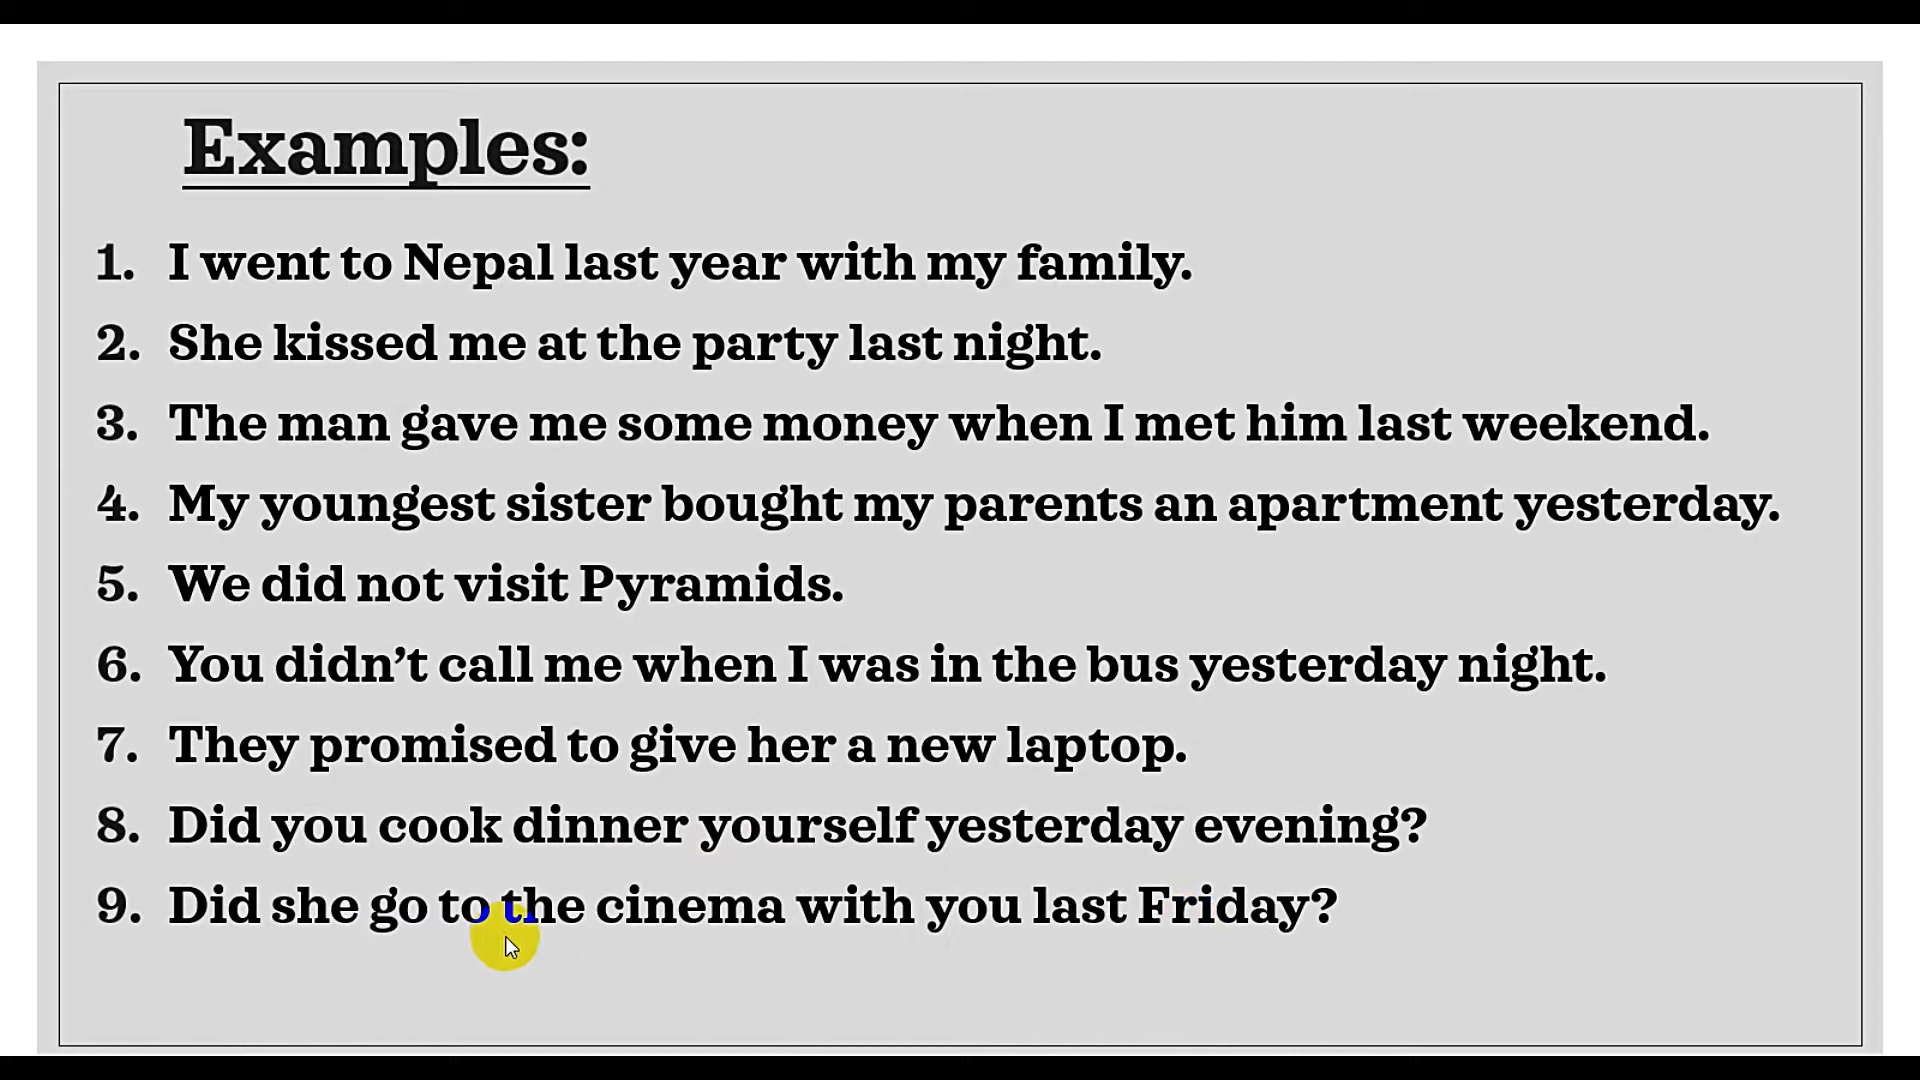 Examples:
1. I went to Nepal last year with my family.
2. She kissed me at the party last night.
3. The man gave me some money when I met him last weekend.
4. My youngest sister bought my parents an apartment yesterday.
5. We did not visit Pyramids.
6. You didn’t call me when I was in the bus yesterday night.
7. They promised to give her a new laptop.
8. Did you cook dinner yourself yesterday evening?
9. Did she go to the cinema with you last Friday?